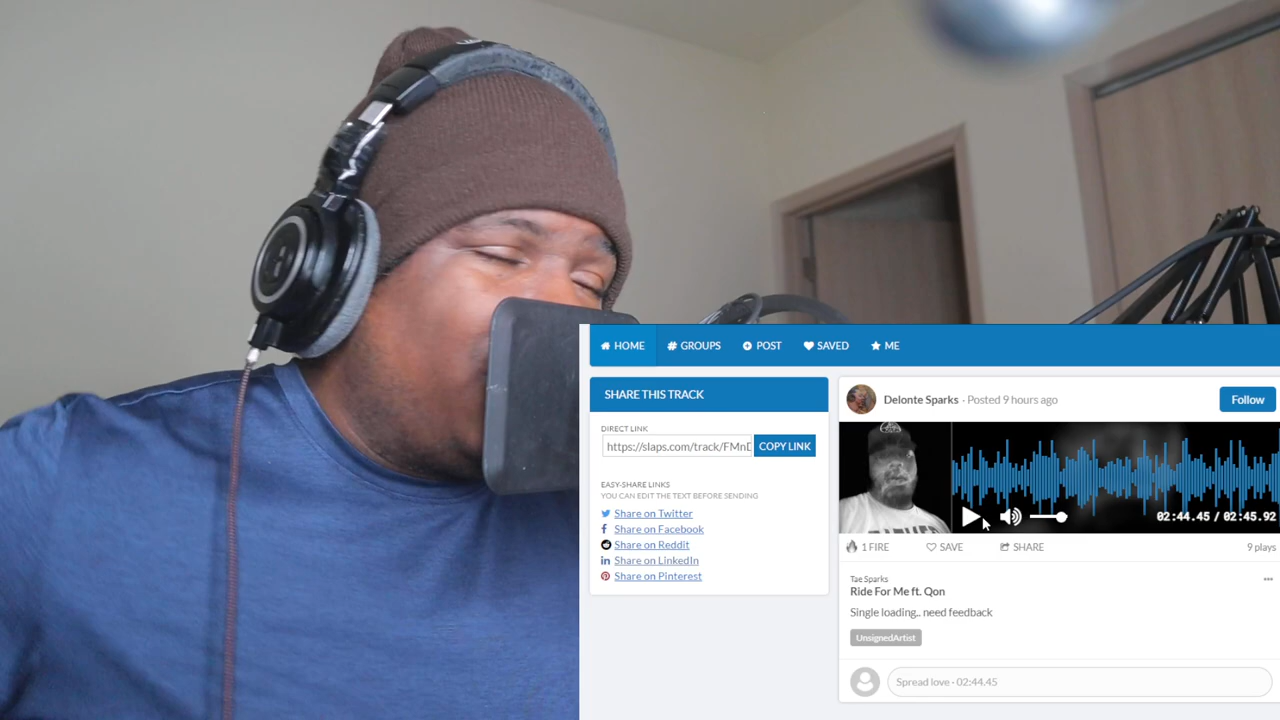 HOME
GROUPS
POST
SAVED
ME
SHARE THIS TRACK
DIRECT LINK
https://slaps.com/track/FMnD
COPY LINK
EASY-SHARE LINKS
YOU CAN EDIT THE TEXT BEFORE SENDING
Share on Twitter
Share on Facebook
Share on Reddit
Share on LinkedIn
Share on Pinterest
Delonte Sparks - Posted 9 hours ago
Follow
02:44.45 / 02:45.92
1 FIRE
SAVE
SHARE
9 plays
Tae Sparks
Ride For Me ft. Qon
Single loading.. need feedback
UnsignedArtist
Spread love - 02:44.45